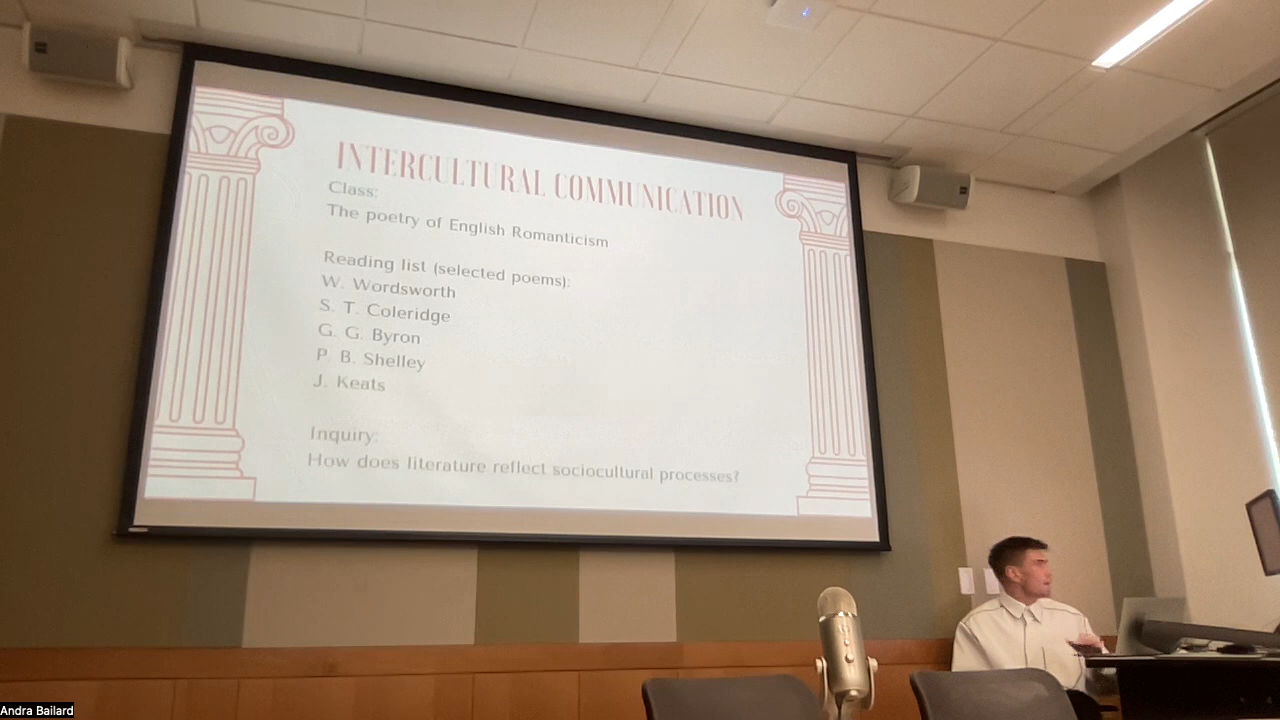 INTERCULTURAL COMMUNICATION
Class:
The poetry of English Romanticism
Reading list (selected poems):
W. Wordsworth
S. T. Coleridge
G. G. Byron
P. B. Shelley
J. Keats
Inquiry:
How does literature reflect sociocultural processes?
Andra Bailard